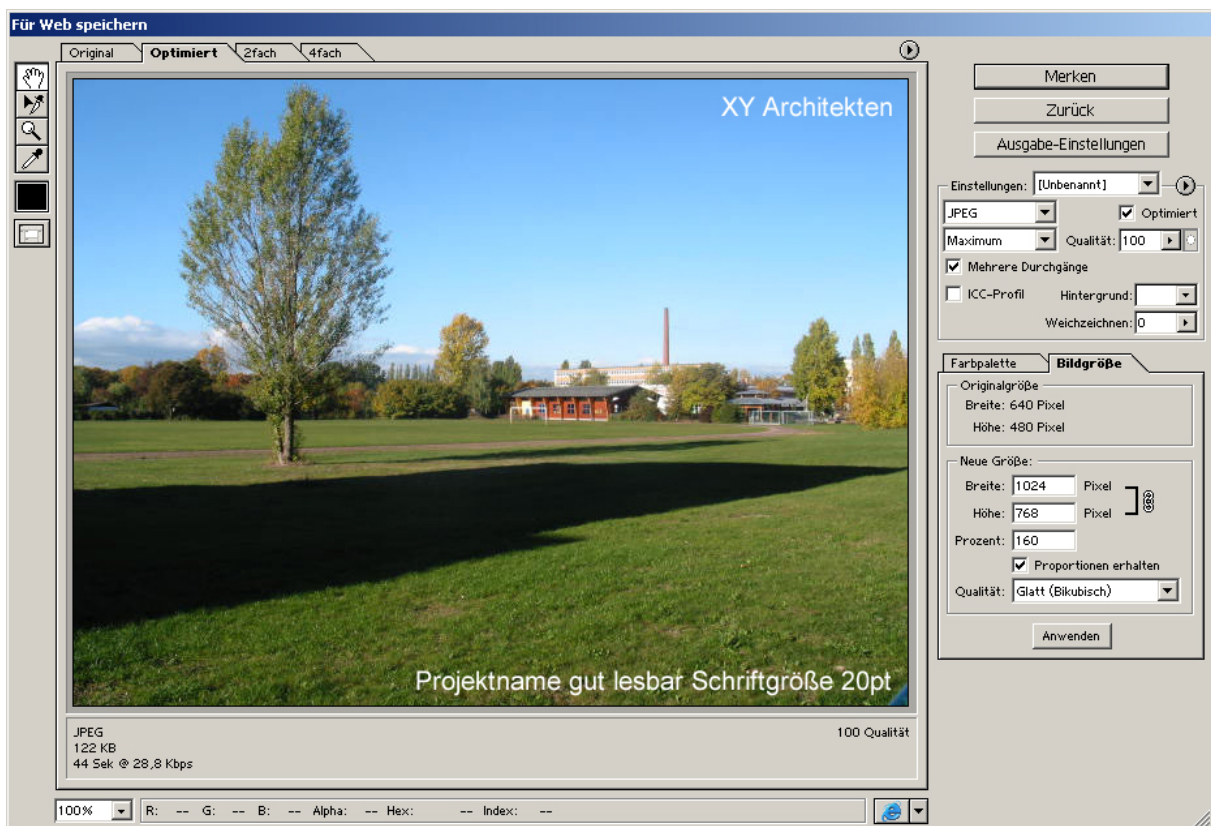 Für Web speichern
Original Optimiert 2fach 4fach
XY Architekten
Projektname gut lesbar Schriftgröße 20pt
JPEG 100 Qualität
122 KB
44 Sek @ 28,8 Kbps
100% R: -- G: -- B: -- Alpha: -- Hex: -- Index: --
Merken
Zurück
Ausgabe-Einstellungen
Einstellungen: [Unbenannt]
JPEG Optimiert
Maximum Qualität: 100
Mehrere Durchgänge
ICC-Profil Hintergrund:
Weichzeichnen: 0
Farbpalette Bildgröße
Originalgröße
Breite: 640 Pixel
Höhe: 480 Pixel
Neue Größe:
Breite: 1024 Pixel
Höhe: 768 Pixel
Prozent: 160
Proportionen erhalten
Qualität: Glatt (Bikubisch)
Anwenden